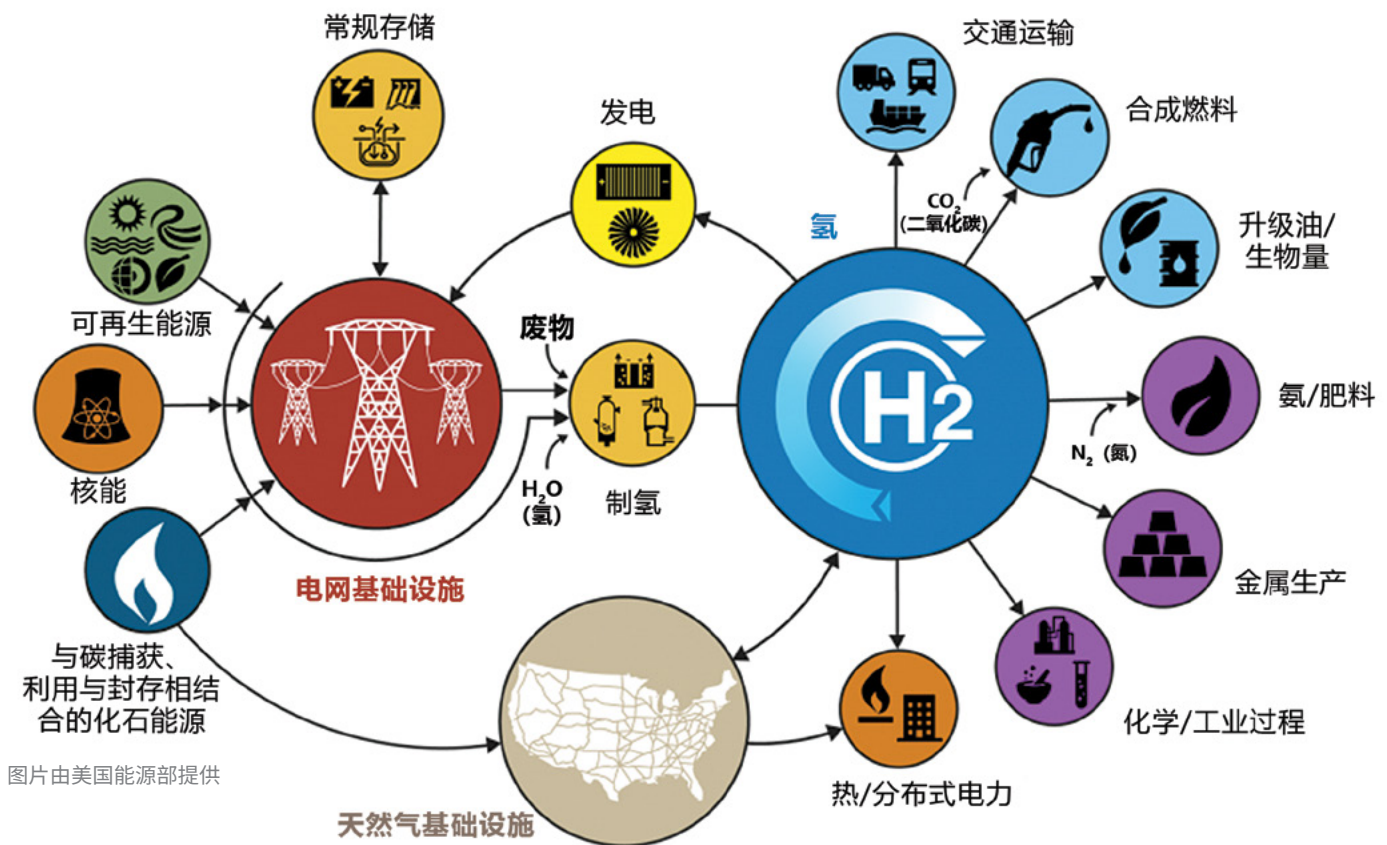 常规存储
交通运输
发电
合成燃料
CO₂
(二氧化碳)
氢
升级油/
生物量
可再生能源
废物
H2
氨/肥料
N₂ (氮)
核能
H₂O
(氢)
制氢
电网基础设施
金属生产
与碳捕获、
利用与封存相结
合的化石能源
化学/工业过程
图片由美国能源部提供
热/分布式电力
天然气基础设施